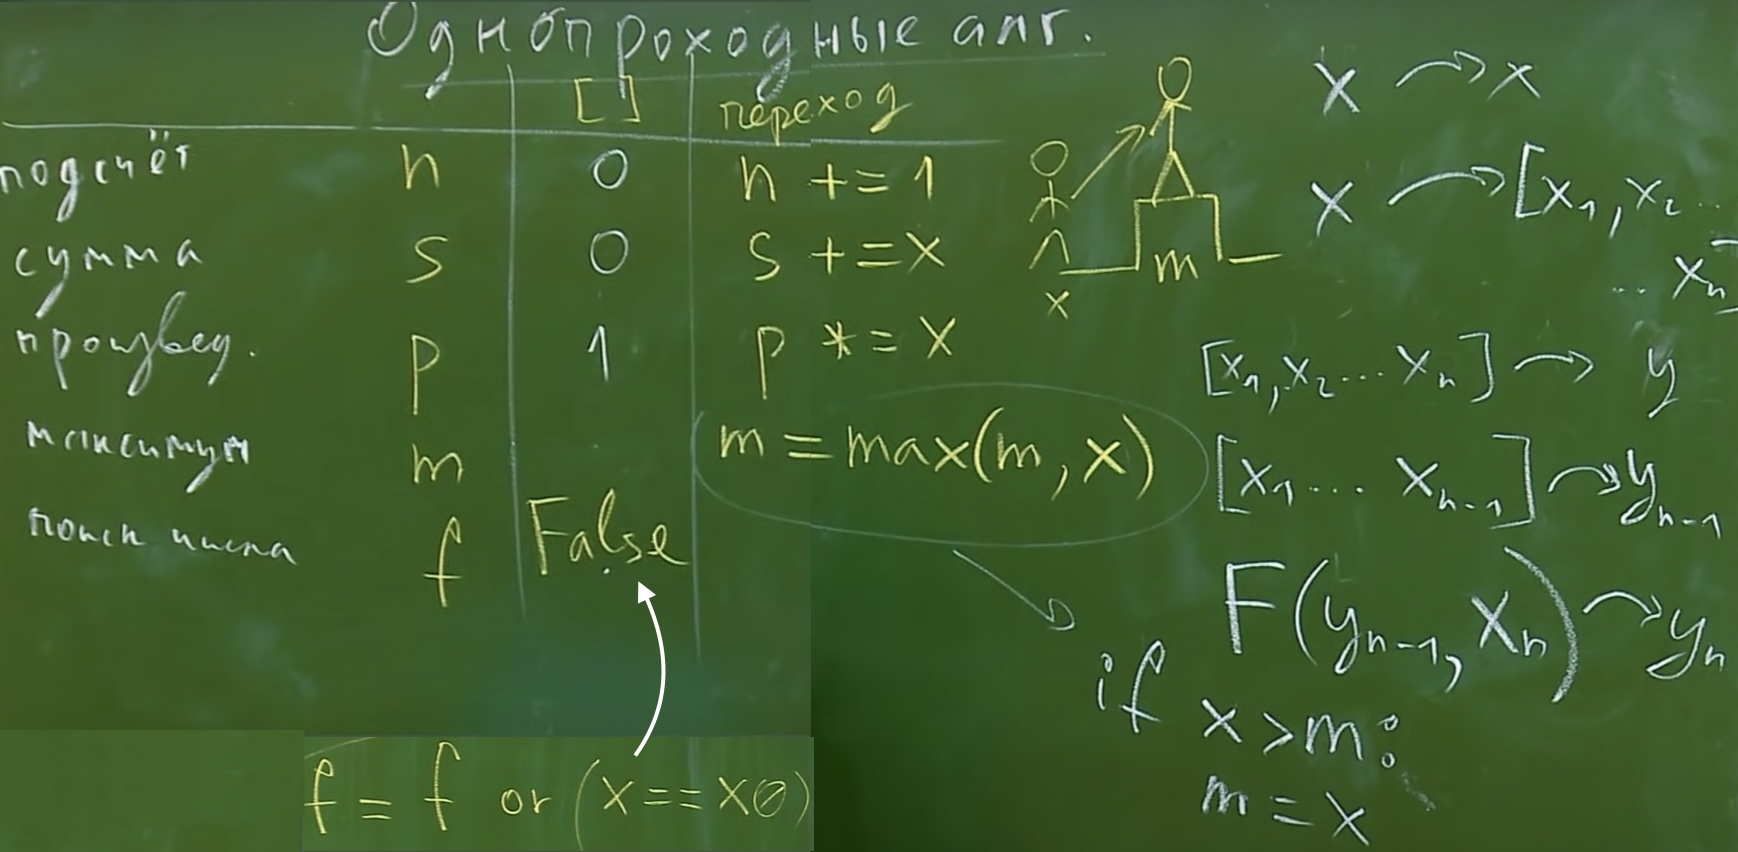 Однопроходные алг.
[ ] переход
подсчёт n 0 n += 1
сумма s 0 s += x
произвед. p 1 p *= x
максимум m m = max(m, x)
поиск числа f False
f = f or (x == x0)
x m
x → x
x → [x1, x2 ..
.. xn]
[x1, x2 ... xn] → y
[x1 ... xn-1] → yn-1
F(yn-1, xn) → yn
if x > m:
m = x